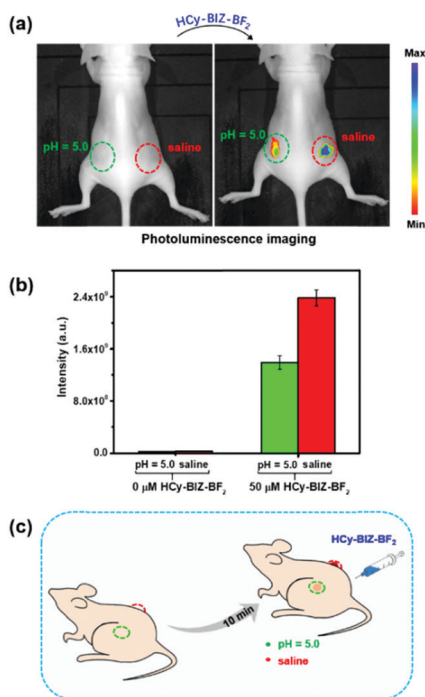 (a)
HCy-BIZ-BF2
pH = 5.0
saline
pH = 5.0
saline
Max
Min
Photoluminescence imaging
(b)
Intensity (a.u.)
2.4x10⁹
1.6x10⁹
8.0x10⁸
0.0
pH = 5.0 saline
pH = 5.0 saline
0 µM HCy-BIZ-BF2
50 µM HCy-BIZ-BF2
(c)
HCy-BIZ-BF2
10 min
pH = 5.0
saline